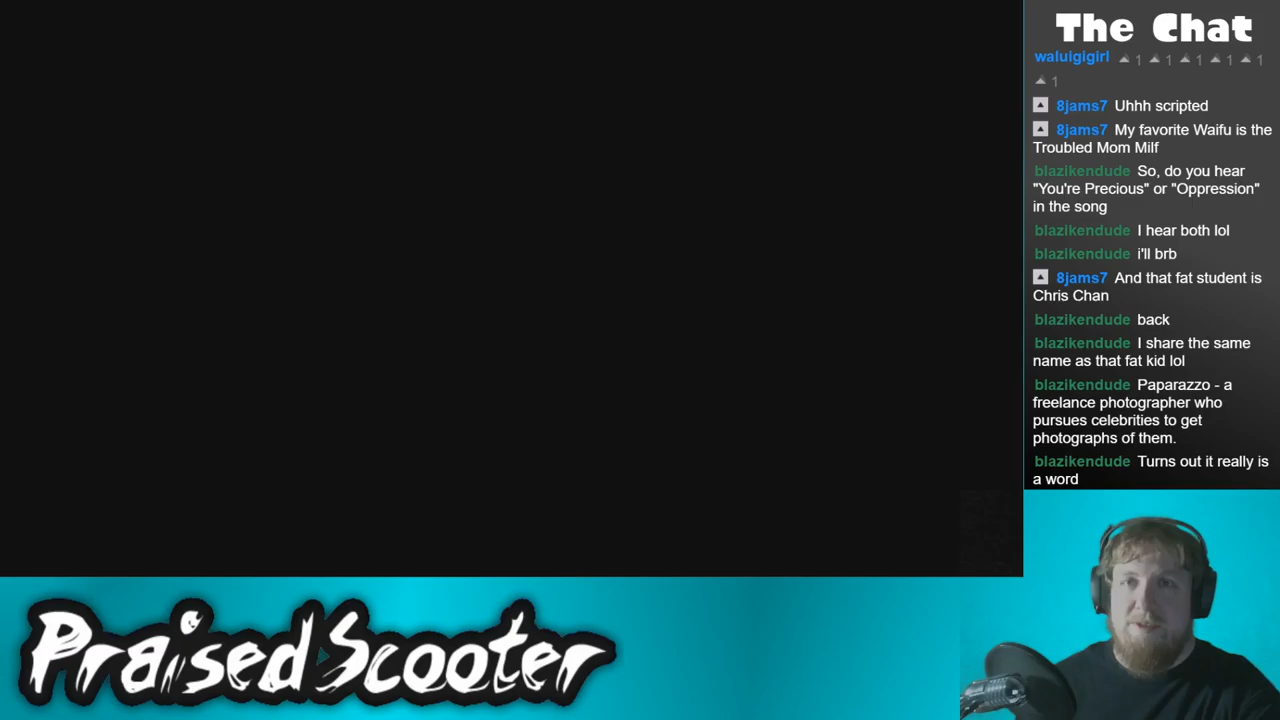 The Chat
waluigigirl 1 1 1 1 1
1
8jams7 Uhhh scripted
8jams7 My favorite Waifu is the
Troubled Mom Milf
blazikendude So, do you hear
"You're Precious" or "Oppression"
in the song
blazikendude I hear both lol
blazikendude i'll brb
8jams7 And that fat student is
Chris Chan
blazikendude back
blazikendude I share the same
name as that fat kid lol
blazikendude Paparazzo - a
freelance photographer who
pursues celebrities to get
photographs of them.
blazikendude Turns out it really is
a word
PraisedScooter